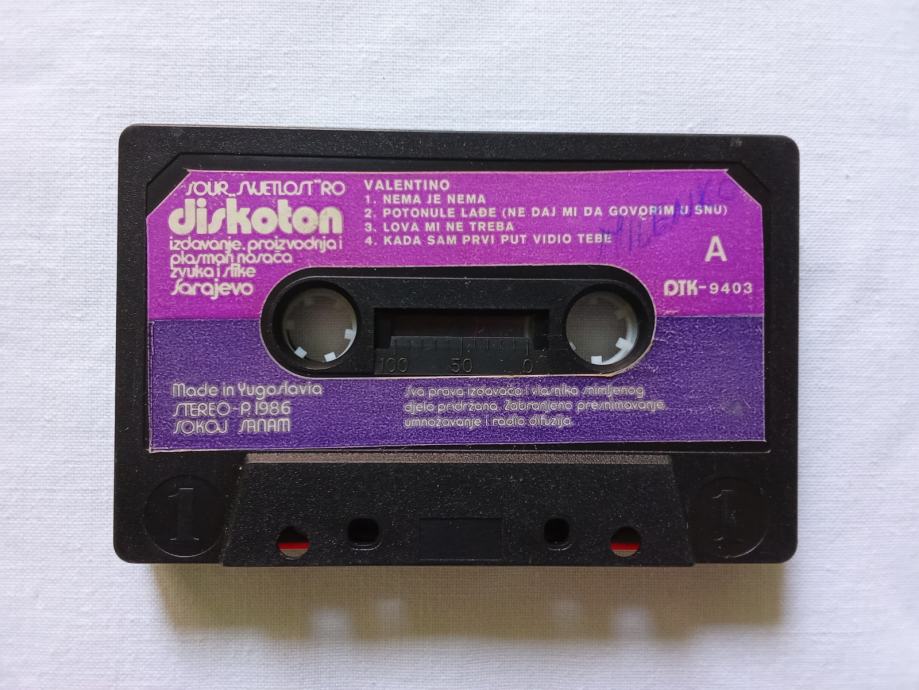 SOUR „SVJETLOST” RO
diskoton
izdavanje, proizvodnja i
plasman nosača
zvuka i slike
Sarajevo
VALENTINO
1. NEMA JE NEMA
2. POTONULE LAĐE (NE DAJ MI DA GOVORIM U SNU)
3. LOVA MI NE TREBA
4. KADA SAM PRVI PUT VIDIO TEBE
MILENKO
A
DTK-9403
100 50 0
Made in Yugoslavia
STEREO-P. 1986
SOKOJ SRNAM
Sva prava izdavača i vlasnika snimljenog
djela pridržana. Zabranjeno presnimavanje,
umnožavanje i radio difuzija.
1 1